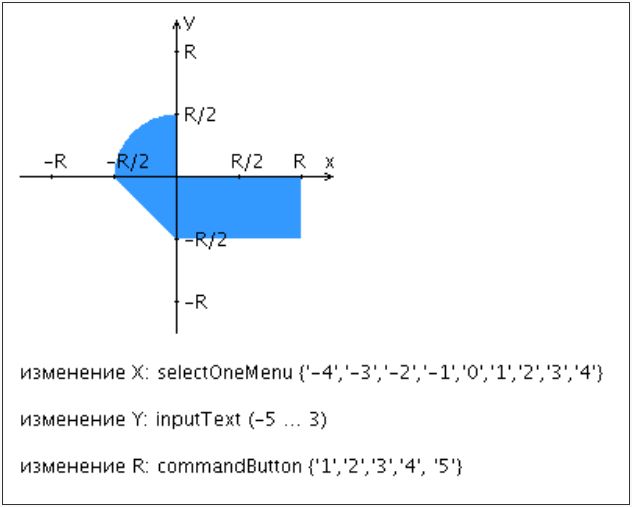 y
R
R/2
-R -R/2 R/2 R x
-R/2
-R
изменение X: selectOneMenu {'-4','-3','-2','-1','0','1','2','3','4'}
изменение Y: inputText (-5 ... 3)
изменение R: commandButton {'1','2','3','4', '5'}